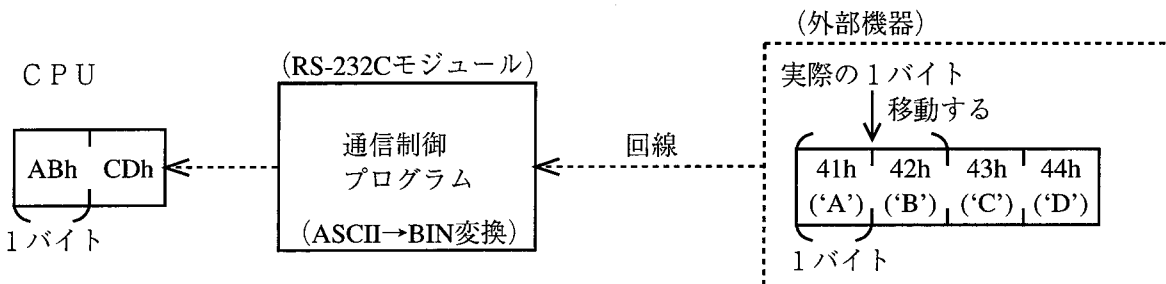 (外部機器)
CPU
(RS-232Cモジュール)
実際の1バイト
移動する
通信制御
プログラム
(ASCII→BIN変換)
回線
ABh CDh
41h 42h 43h 44h
('A') ('B') ('C') ('D')
1バイト
1バイト